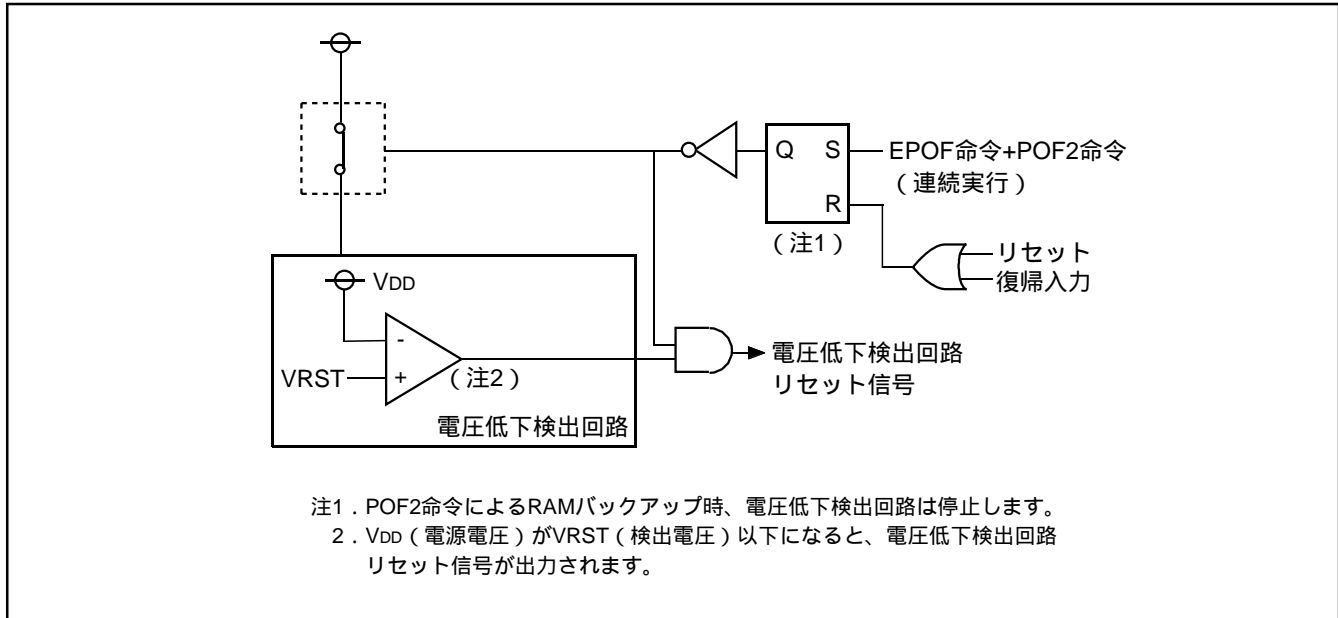 Q S
EPOF命令+POF2命令
(連続実行)
R
(注1)
リセット
復帰入力
VDD
-
VRST
+
(注2)
電圧低下検出回路
電圧低下検出回路
リセット信号
注1.POF2命令によるRAMバックアップ時、電圧低下検出回路は停止します。
2.VDD(電源電圧)がVRST(検出電圧)以下になると、電圧低下検出回路
リセット信号が出力されます。